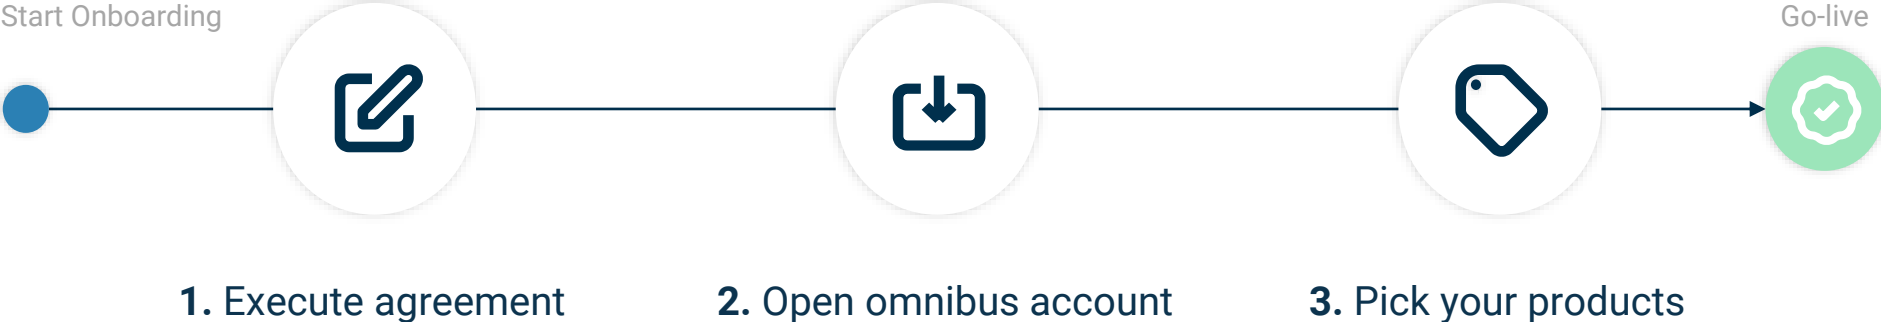 Start Onboarding
Go-live
1. Execute agreement
2. Open omnibus account
3. Pick your products